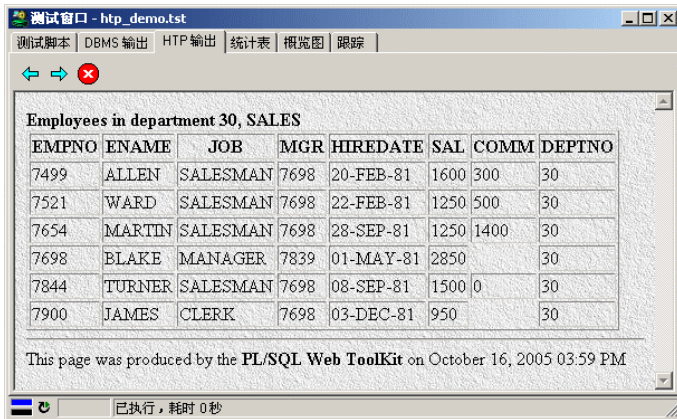 测试窗口 - htp_demo.tst
测试脚本 DBMS 输出 HTP 输出 统计表 概览图 跟踪
Employees in department 30, SALES
EMPNO ENAME JOB MGR HIREDATE SAL COMM DEPTNO
7499 ALLEN SALESMAN 7698 20-FEB-81 1600 300 30
7521 WARD SALESMAN 7698 22-FEB-81 1250 500 30
7654 MARTIN SALESMAN 7698 28-SEP-81 1250 1400 30
7698 BLAKE MANAGER 7839 01-MAY-81 2850 30
7844 TURNER SALESMAN 7698 08-SEP-81 1500 0 30
7900 JAMES CLERK 7698 03-DEC-81 950 30
This page was produced by the PL/SQL Web ToolKit on October 16, 2005 03:59 PM
已执行，耗时 0秒